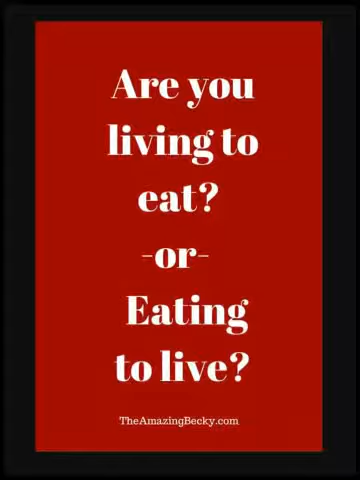 Are you
living to
eat?
-or-
Eating
to live?
TheAmazingBecky.com